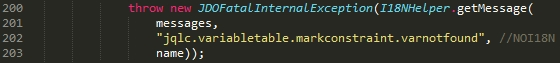 200 throw new JDOFatalInternalException(I18NHelper.getMessage(
201 messages,
202 "jqlc.variabletable.markconstraint.varnotfound", //NOI18N
203 name));